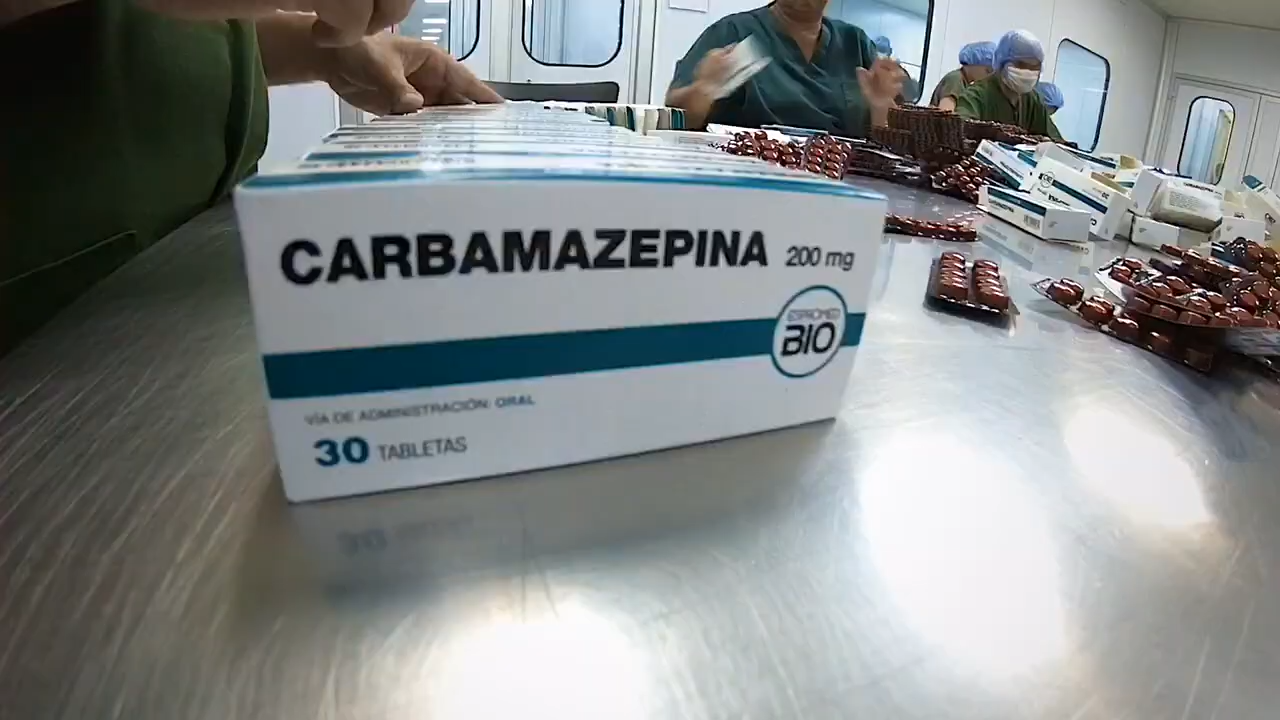 CARBAMAZEPINA 200 mg
ESPROMED
BIO
VÍA DE ADMINISTRACIÓN: ORAL
30 TABLETAS